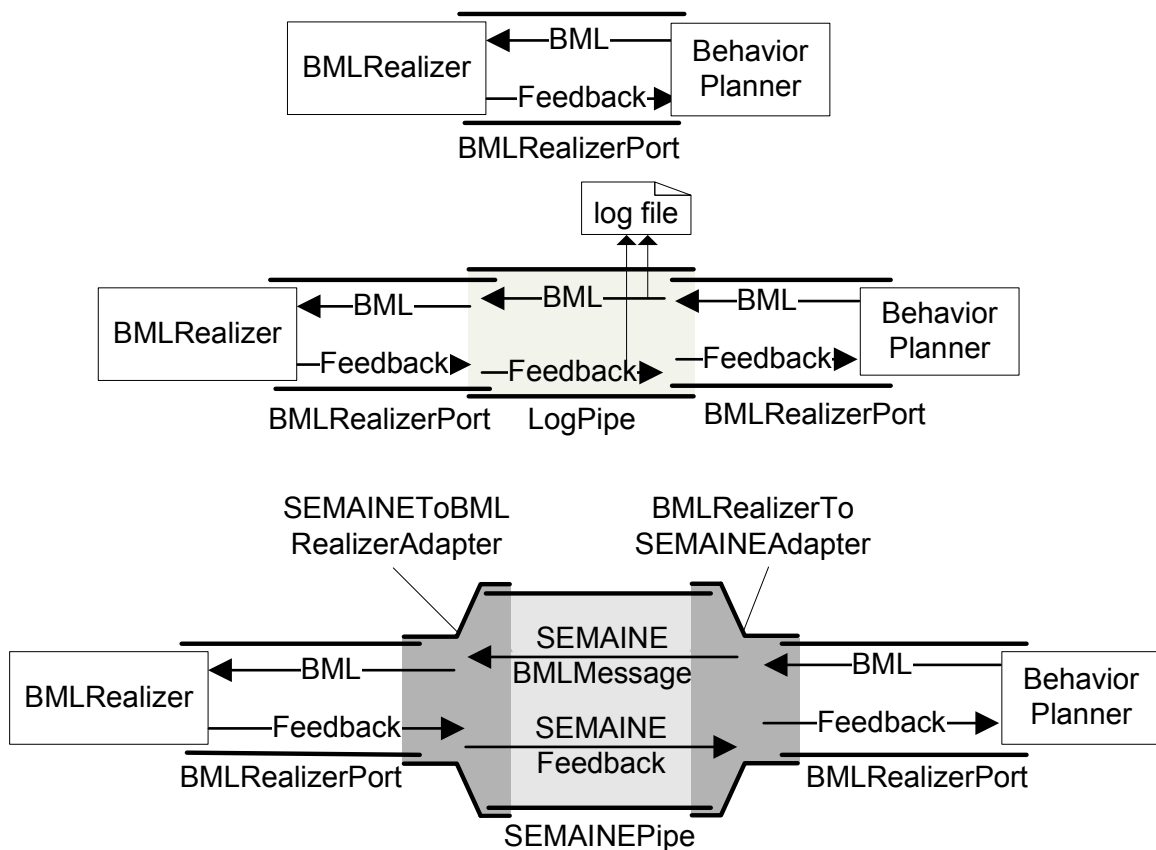 BML
BMLRealizer
Behavior
Planner
Feedback
BMLRealizerPort
log file
BML
BML
BML
BMLRealizer
Behavior
Planner
Feedback
Feedback
Feedback
BMLRealizerPort
LogPipe
BMLRealizerPort
SEMAINEToBML
RealizerAdapter
BMLRealizerTo
SEMAINEAdapter
SEMAINE
BMLMessage
BML
BML
BMLRealizer
Behavior
Planner
Feedback
SEMAINE
Feedback
Feedback
BMLRealizerPort
BMLRealizerPort
SEMAINEPipe